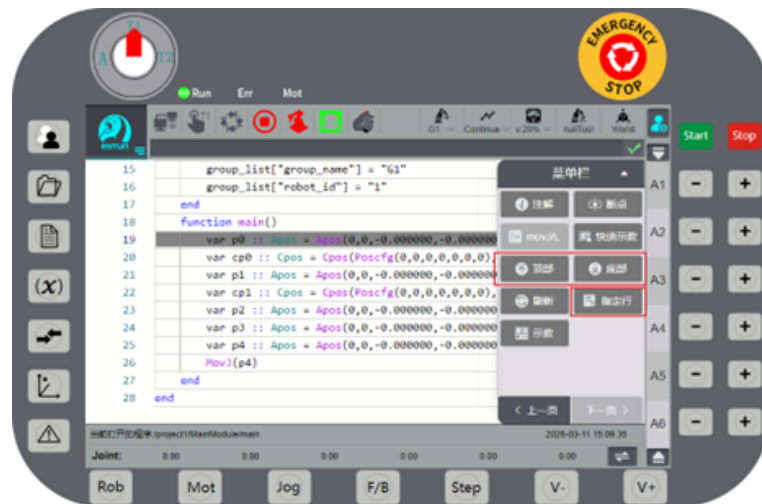 EMERGENCY
STOP
T1
A
T2
Run Err Mot
ESTUN
G1 Continue v 20% nullTool World
Start Stop
15 group_list["group_name"] = "G1"
16 group_list["robot_id"] = "1"
17 end
18 function main()
19 var p0 :: Apos = Apos(0,0,-0.000000,-0.000000
20 var cp0 :: Cpos = Cpos(Poscfg(0,0,0,0,0,0,0),
21 var p1 :: Apos = Apos(0,0,-0.000000,-0.000000
22 var cp1 :: Cpos = Cpos(Poscfg(0,0,0,0,0,0,0),
23 var p2 :: Apos = Apos(0,0,-0.000000,-0.000000
24 var p3 :: Apos = Apos(0,0,-0.000000,-0.000000
25 var p4 :: Apos = Apos(0,0,-0.000000,-0.000000
26 MovJ(p4)
27 end
28 end
菜单栏
注解 断点
movJ/L 快速示教
顶部 底部
刷新 指定行
示教
上一页 下一页
A1 - +
A2 - +
A3 - +
A4 - +
A5 - +
A6 - +
(x)
当前打开的程序:/project1/MainModule/main 2026-03-11 15:09:35
Joint: 0.00 0.00 0.00 0.00 0.00 0.00
Rob Mot Jog F/B Step V- V+